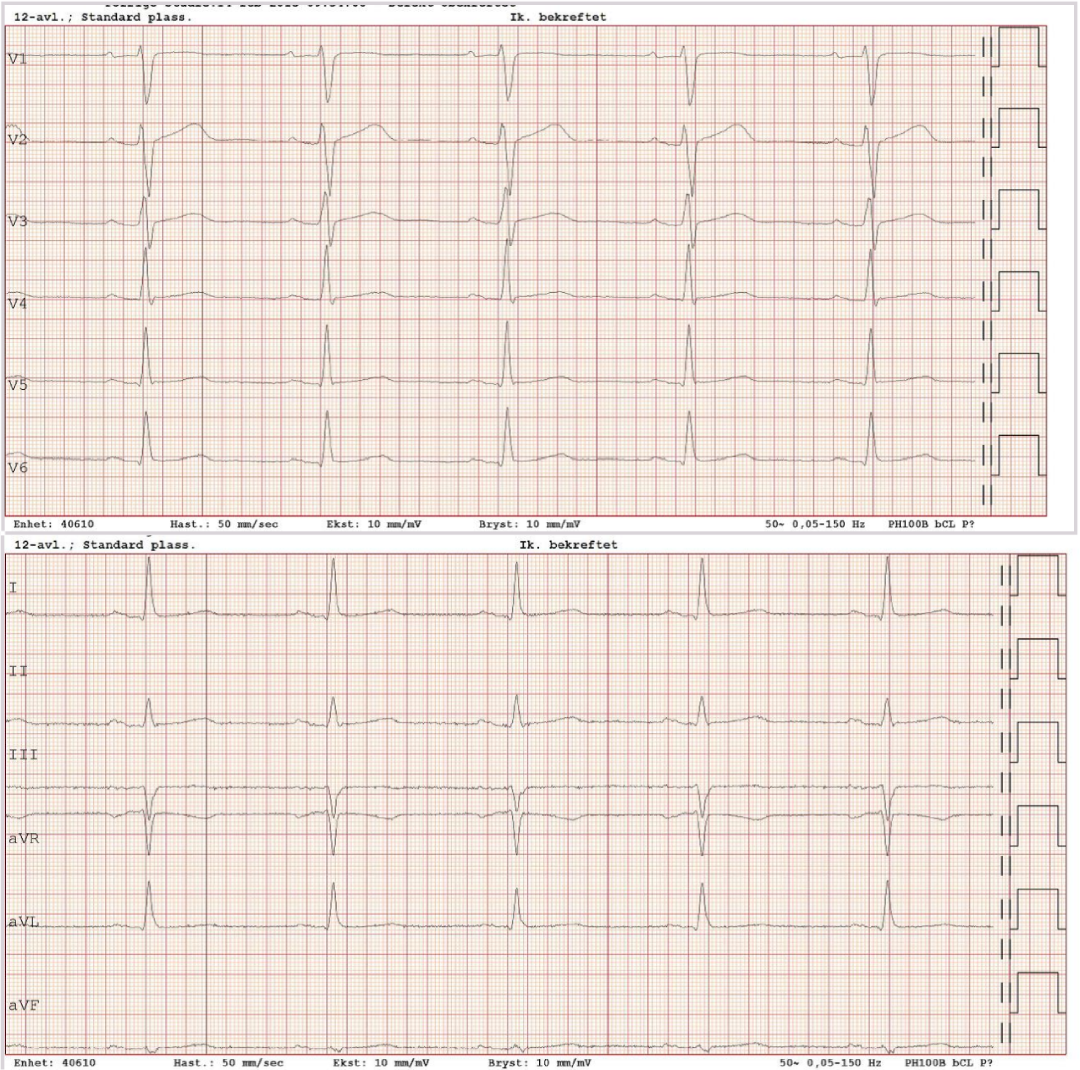 12-avl.; Standard plass. Ik. bekreftet
V1
V2
V3
V4
V5
V6
Enhet: 40610 Hast.: 50 mm/sec Ekst: 10 mm/mV Bryst: 10 mm/mV 50~ 0,05-150 Hz PH100B bCL P?
12-avl.; Standard plass. Ik. bekreftet
I
II
III
aVR
aVL
aVF
Enhet: 40610 Hast.: 50 mm/sec Ekst: 10 mm/mV Bryst: 10 mm/mV 50~ 0,05-150 Hz PH100B bCL P?